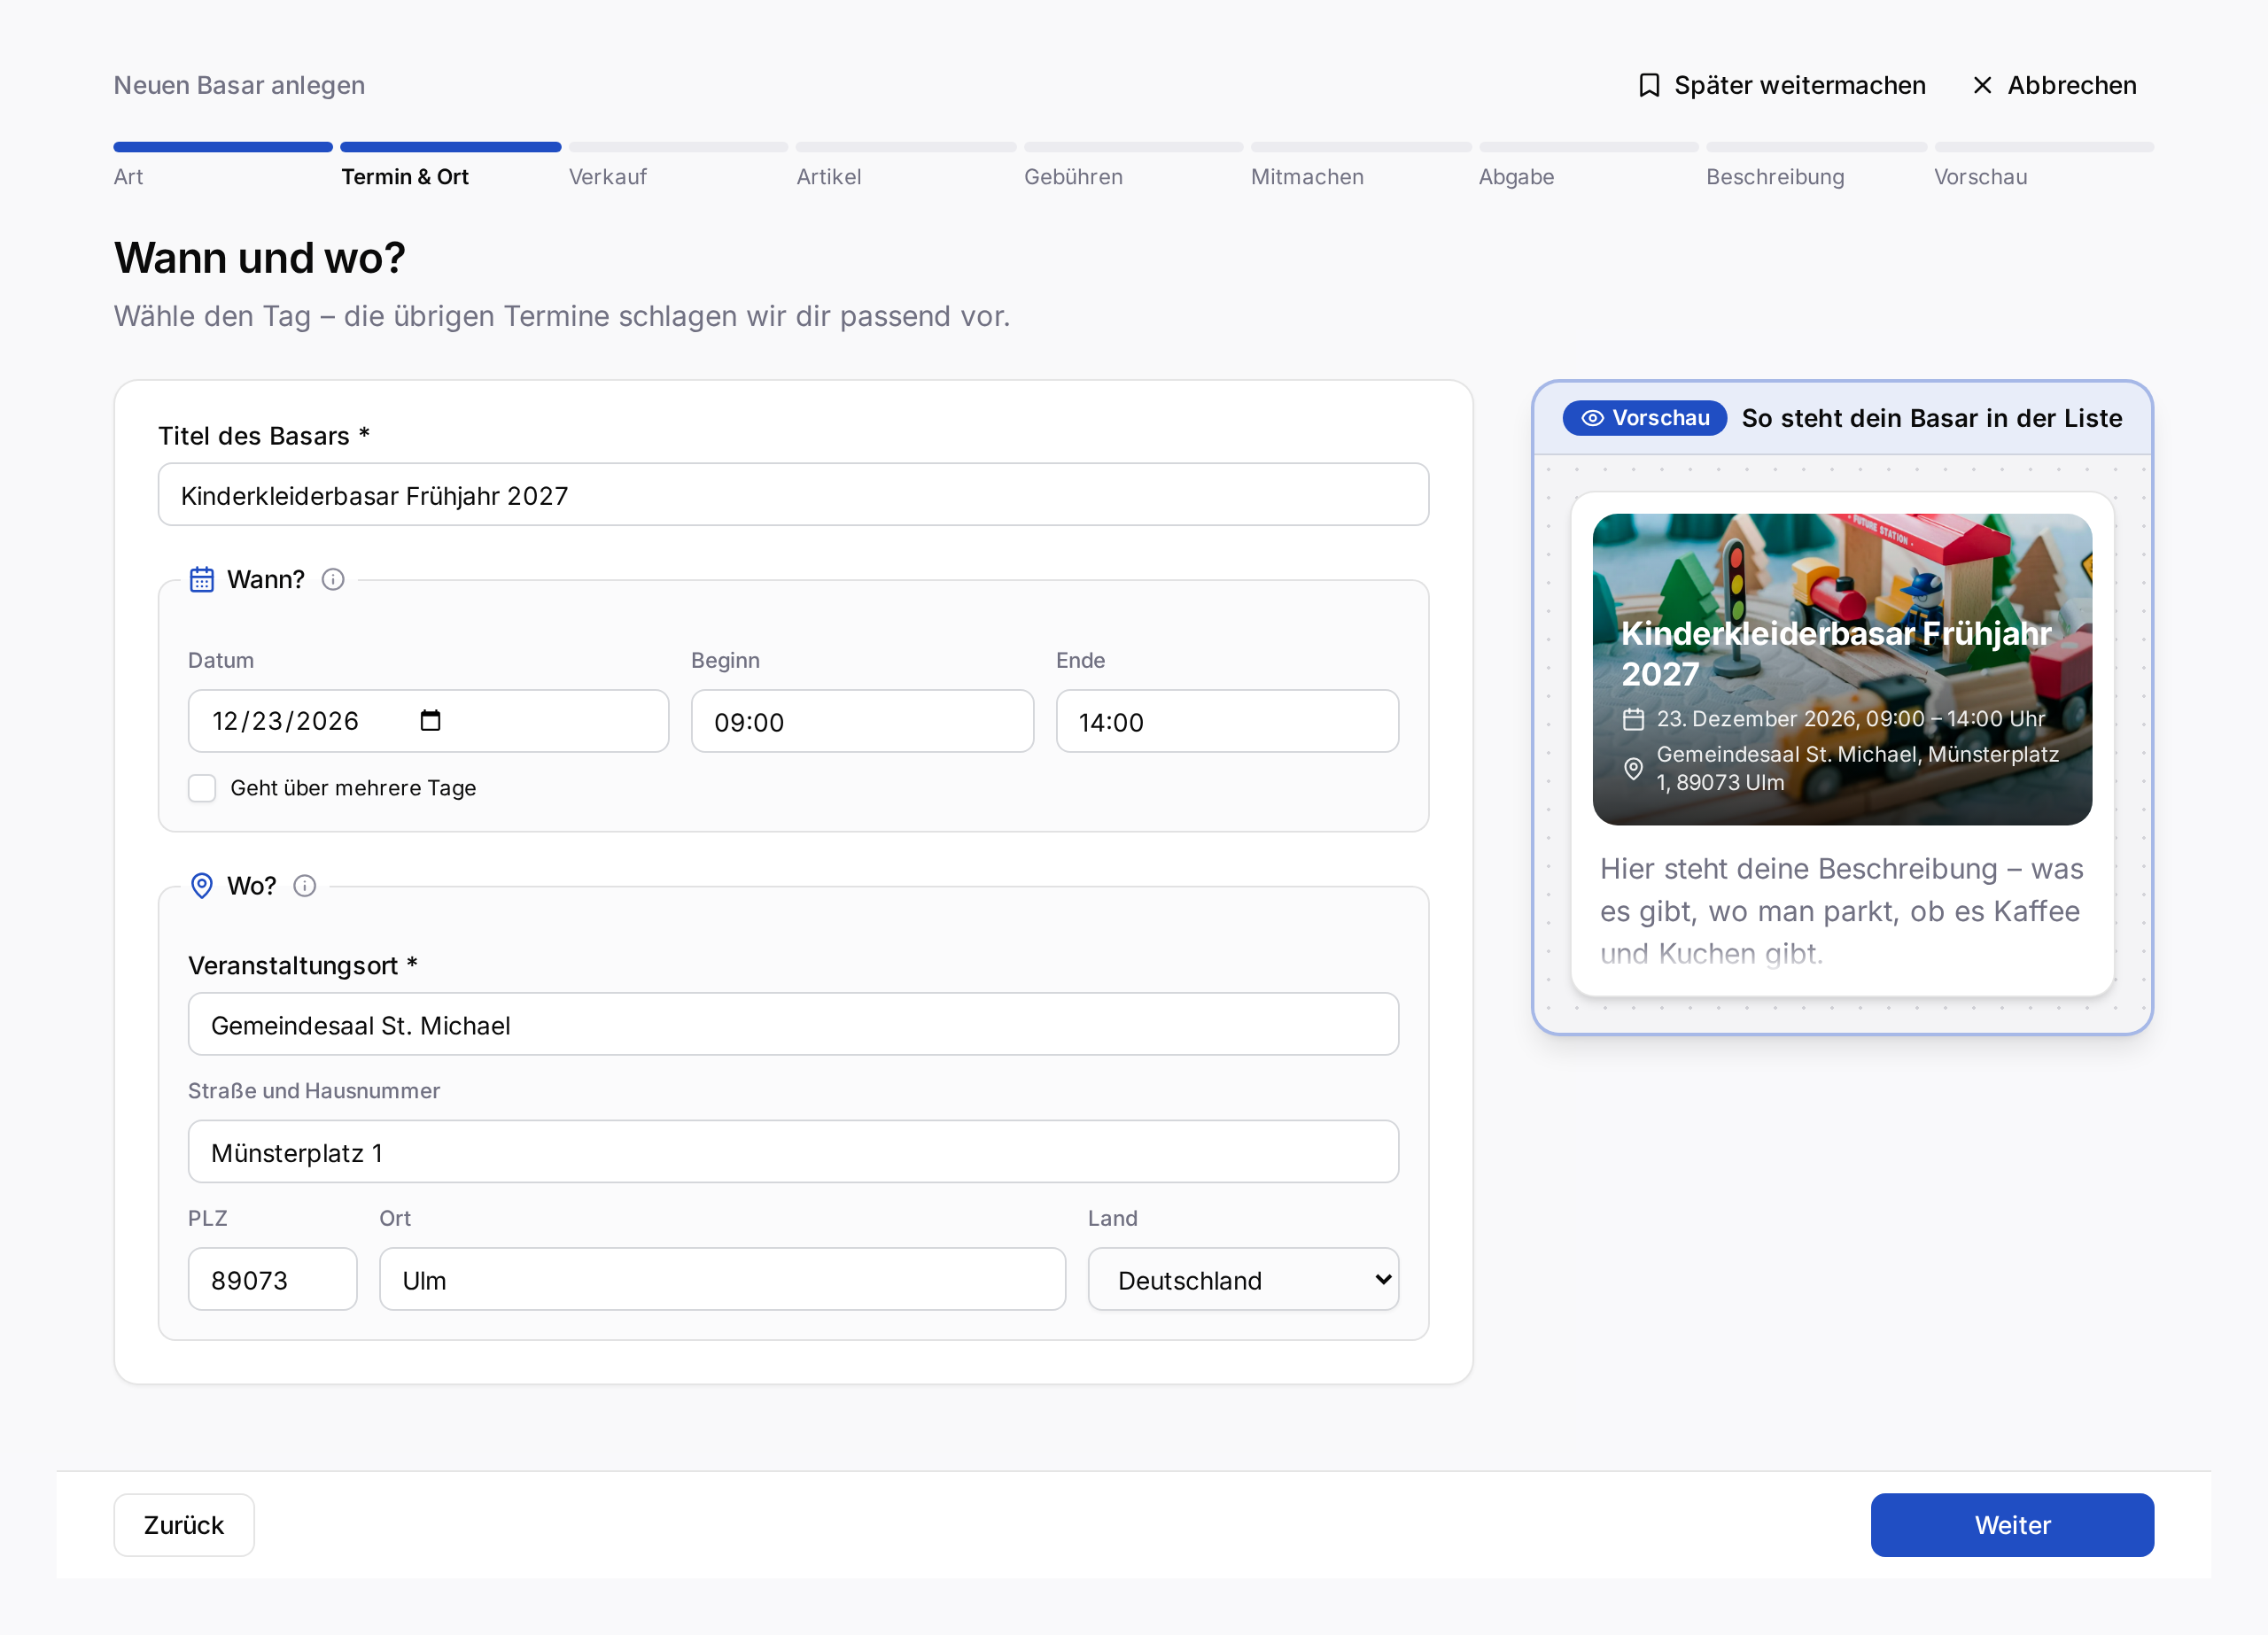 Neuen Basar anlegen
Später weitermachen
Abbrechen
Art
Termin & Ort
Verkauf
Artikel
Gebühren
Mitmachen
Abgabe
Beschreibung
Vorschau
Wann und wo?
Wähle den Tag – die übrigen Termine schlagen wir dir passend vor.
Titel des Basars *
Kinderkleiderbasar Frühjahr 2027
Wann?
Datum
Beginn
Ende
12/23/2026
09:00
14:00
Geht über mehrere Tage
Wo?
Veranstaltungsort *
Gemeindesaal St. Michael
Straße und Hausnummer
Münsterplatz 1
PLZ
Ort
Land
89073
Ulm
Deutschland
Vorschau
So steht dein Basar in der Liste
FUTURE STATION
Kinderkleiderbasar Frühjahr
2027
23. Dezember 2026, 09:00 – 14:00 Uhr
Gemeindesaal St. Michael, Münsterplatz
1, 89073 Ulm
Hier steht deine Beschreibung – was
es gibt, wo man parkt, ob es Kaffee
und Kuchen gibt.
Zurück
Weiter